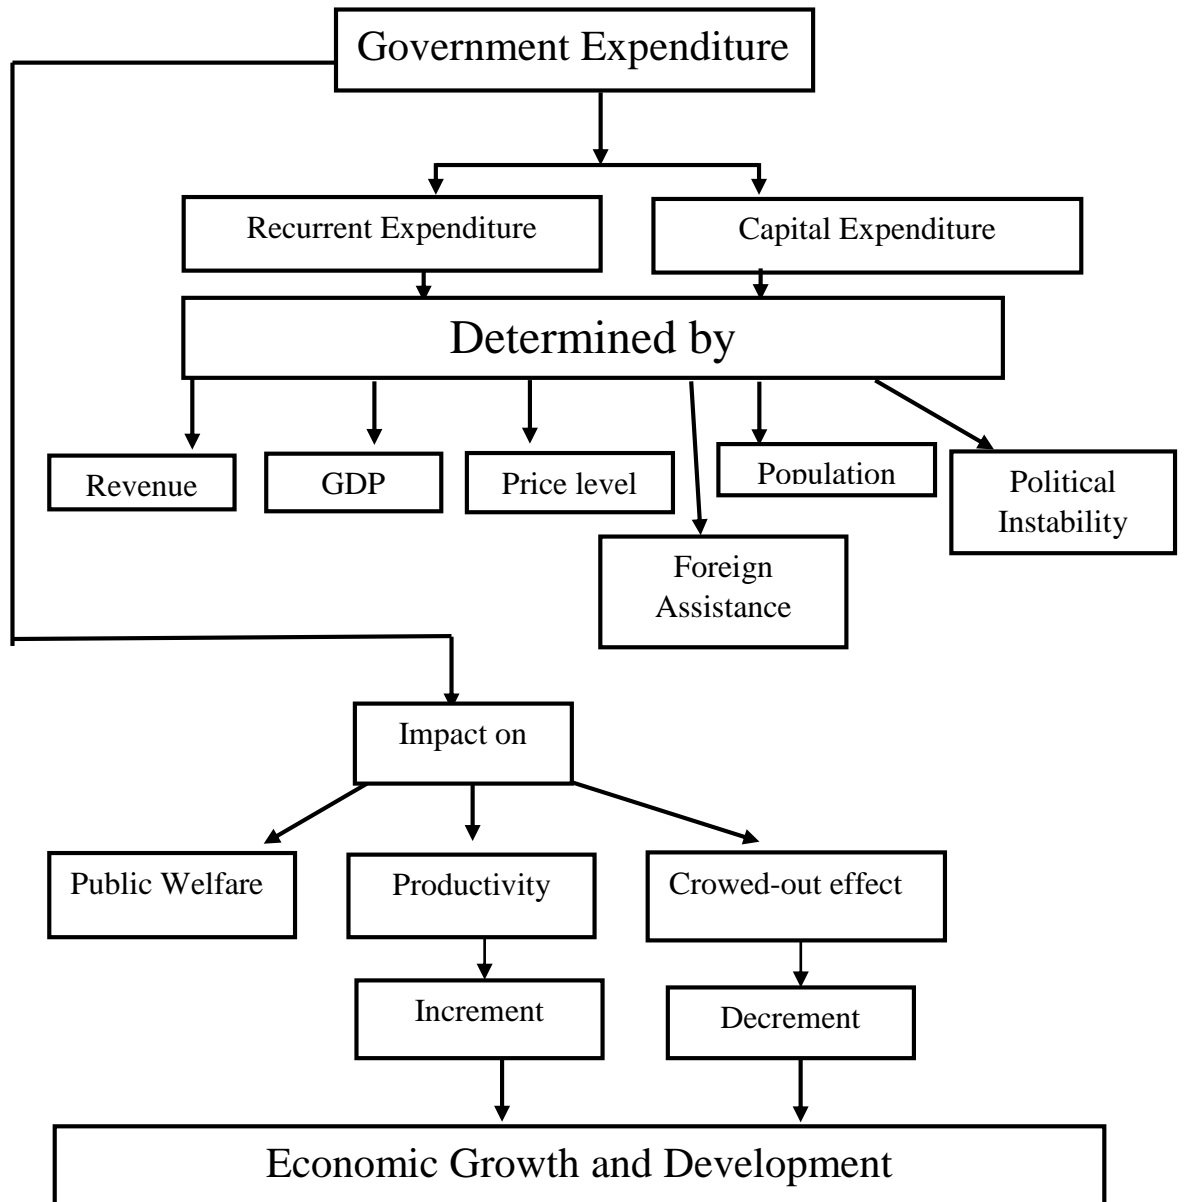 Government Expenditure
Recurrent Expenditure
Capital Expenditure
Determined by
Revenue
GDP
Price level
Population
Political
Instability
Foreign
Assistance
Impact on
Public Welfare
Productivity
Crowed-out effect
Increment
Decrement
Economic Growth and Development